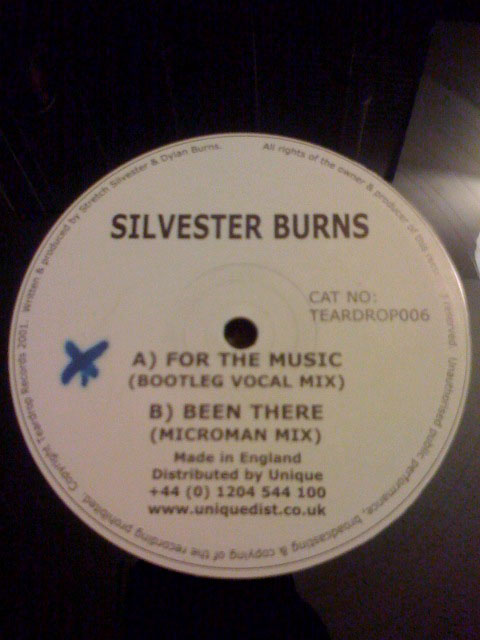 SILVESTER BURNS
CAT NO:
TEARDROP006
A) FOR THE MUSIC
(BOOTLEG VOCAL MIX)
B) BEEN THERE
(MICROMAN MIX)
Made in England
Distributed by Unique
+44 (0) 1204 544 100
www.uniquedist.co.uk
Copyright Teardrop Records 2001. Written & produced by Stretch Silvester & Dylan Burns. All rights of the owner & producer of this reserved. Unauthorised public performance, broadcasting & copying of the recording prohibited.